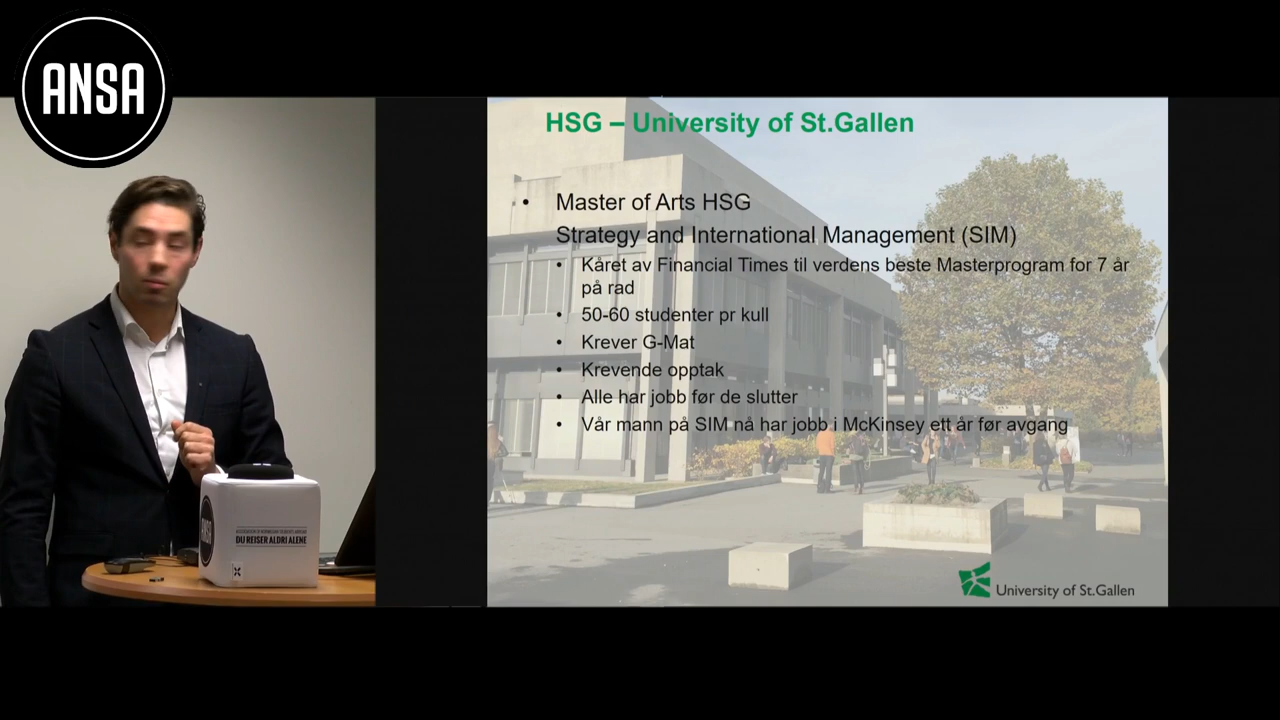 ANSA
HSG – University of St.Gallen
• Master of Arts HSG
Strategy and International Management (SIM)
• Kåret av Financial Times til verdens beste Masterprogram for 7 år
på rad
• 50-60 studenter pr kull
• Krever G-Mat
• Krevende opptak
• Alle har jobb før de slutter
• Vår mann på SIM nå har jobb i McKinsey ett år før avgang
University of St.Gallen
ANSA
DU REISER ALDRI ALENE